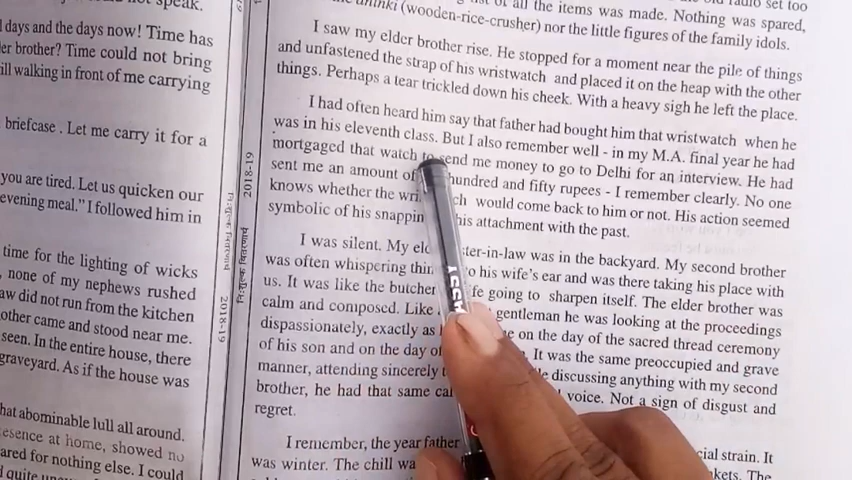 not speak.
l days and the days now! Time has
er brother? Time could not bring
ill walking in front of me carrying
briefcase . Let me carry it for a
you are tired. Let us quicken our
evening meal." I followed him in
time for the lighting of wicks
, none of my nephews rushed
aw did not run from the kitchen
other came and stood near me.
seen. In the entire house, there
graveyard. As if the house was
hat abominable lull all around.
esence at home, showed no
ared for nothing else. I could
d quite
2018-19
2018-19
नि:शुल्क वितरणार्थ
radio set too
of all the items was made. Nothing was spared,
(wooden-rice-crusher) nor the little figures of the family idols.
I saw my elder brother rise. He stopped for a moment near the pile of things
and unfastened the strap of his wristwatch and placed it on the heap with the other
things. Perhaps a tear trickled down his cheek. With a heavy sigh he left the place.
I had often heard him say that father had bought him that wristwatch when he
was in his eleventh class. But I also remember well - in my M.A. final year he had
mortgaged that watch to send me money to go to Delhi for an interview. He had
sent me an amount of hundred and fifty rupees - I remember clearly. No one
knows whether the wri ch would come back to him or not. His action seemed
symbolic of his snappin his attachment with the past.
I was silent. My eld ster-in-law was in the backyard. My second brother
was often whispering thin to his wife's ear and was there taking his place with
us. It was like the butcher fe going to sharpen itself. The elder brother was
calm and composed. Like gentleman he was looking at the proceedings
dispassionately, exactly as e on the day of the sacred thread ceremony
of his son and on the day of It was the same preoccupied and grave
manner, attending sincerely discussing anything with my second
brother, he had that same ca voice. Not a sign of disgust and
regret.
I remember, the year father cial strain. It
was winter. The chill wa kets. The